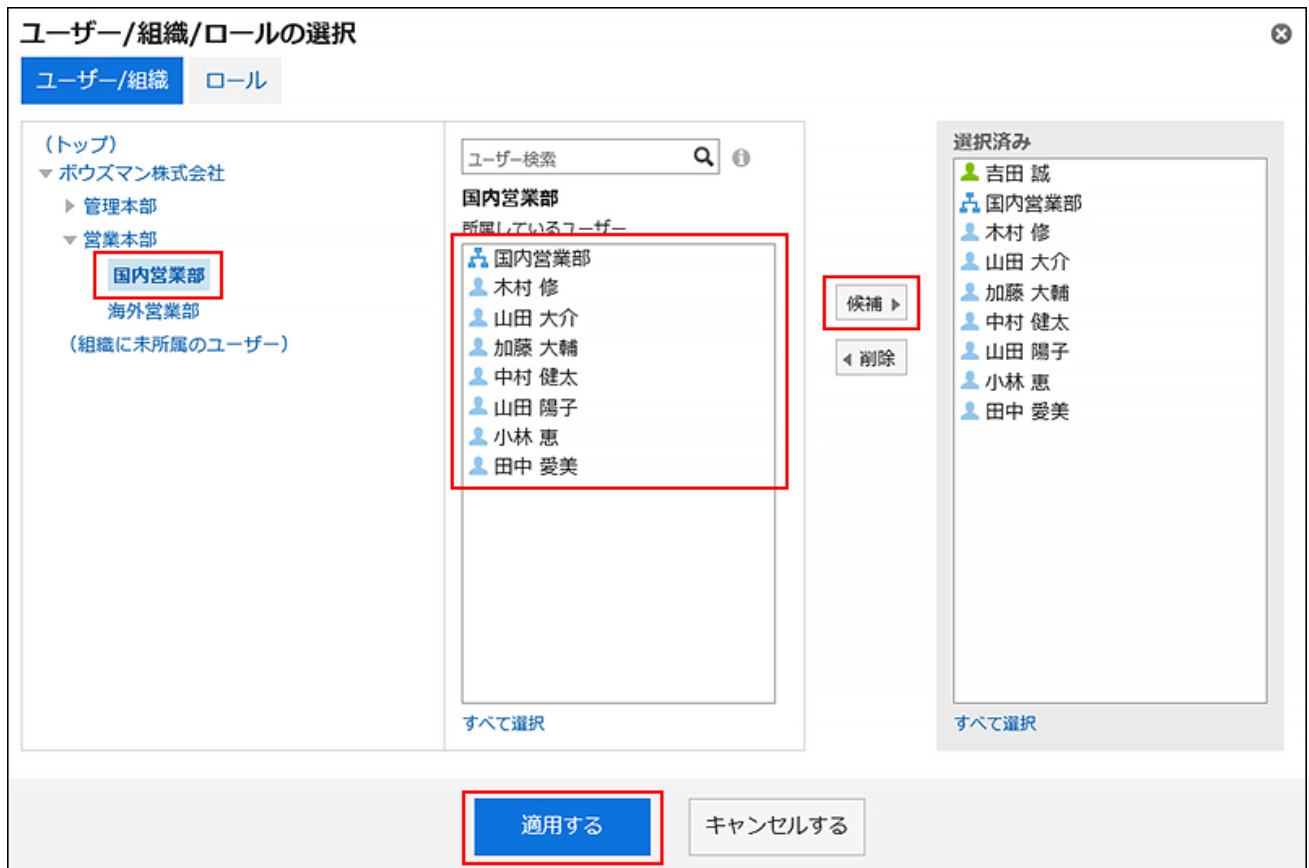 ユーザー/組織/ロールの選択
ユーザー/組織
ロール
(トップ)
ボウズマン株式会社
管理本部
営業本部
国内営業部
海外営業部
(組織に未所属のユーザー)
ユーザー検索
国内営業部
所属しているユーザー
国内営業部
木村 修
山田 大介
加藤 大輔
中村 健太
山田 陽子
小林 恵
田中 愛美
すべて選択
候補
削除
選択済み
吉田 誠
国内営業部
木村 修
山田 大介
加藤 大輔
中村 健太
山田 陽子
小林 恵
田中 愛美
すべて選択
適用する
キャンセルする